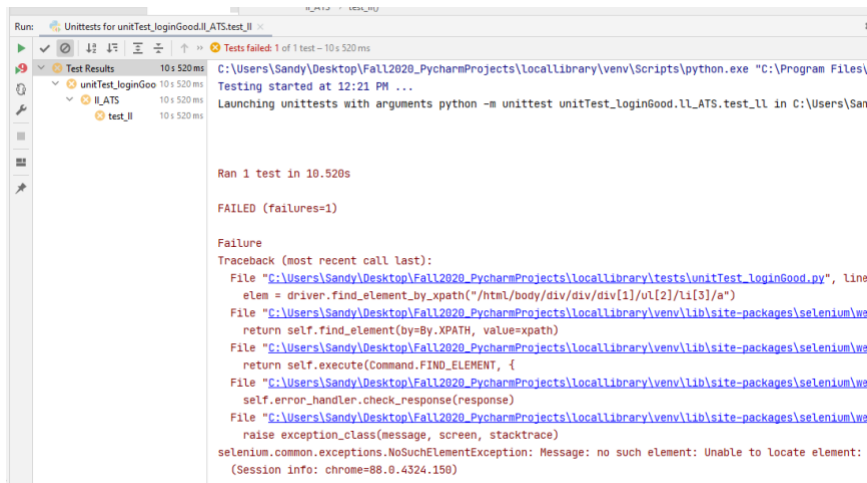 Run: Unittests for unitTest_loginGood.ll_ATS.test_ll ×
Tests failed: 1 of 1 test – 10 s 520 ms
Test Results 10 s 520 ms
unitTest_loginGoo 10 s 520 ms
ll_ATS 10 s 520 ms
test_ll 10 s 520 ms
C:\Users\Sandy\Desktop\Fall2020_PycharmProjects\locallibrary\venv\Scripts\python.exe "C:\Program Files\
Testing started at 12:21 PM ...
Launching unittests with arguments python -m unittest unitTest_loginGood.ll_ATS.test_ll in C:\Users\San
Ran 1 test in 10.520s
FAILED (failures=1)
Failure
Traceback (most recent call last):
File "C:\Users\Sandy\Desktop\Fall2020_PycharmProjects\locallibrary\tests\unitTest_loginGood.py", line
elem = driver.find_element_by_xpath("/html/body/div/div/div[1]/ul[2]/li[3]/a")
File "C:\Users\Sandy\Desktop\Fall2020_PycharmProjects\locallibrary\venv\lib\site-packages\selenium\we
return self.find_element(by=By.XPATH, value=xpath)
File "C:\Users\Sandy\Desktop\Fall2020_PycharmProjects\locallibrary\venv\lib\site-packages\selenium\we
return self.execute(Command.FIND_ELEMENT, {
File "C:\Users\Sandy\Desktop\Fall2020_PycharmProjects\locallibrary\venv\lib\site-packages\selenium\we
self.error_handler.check_response(response)
File "C:\Users\Sandy\Desktop\Fall2020_PycharmProjects\locallibrary\venv\lib\site-packages\selenium\we
raise exception_class(message, screen, stacktrace)
selenium.common.exceptions.NoSuchElementException: Message: no such element: Unable to locate element:
(Session info: chrome=88.0.4324.150)